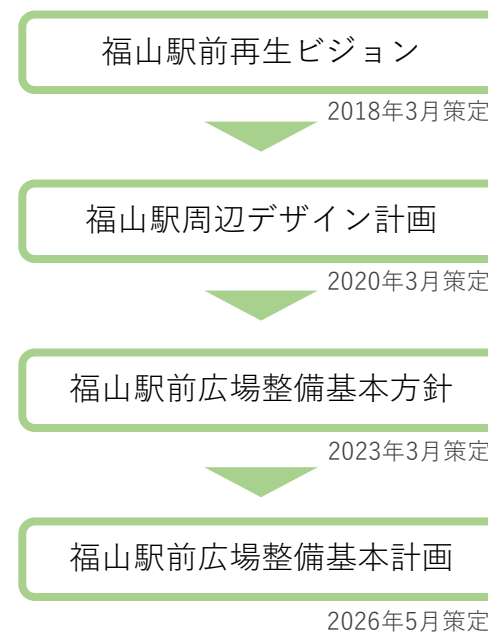 福山駅前再生ビジョン
2018年3月策定
福山駅周辺デザイン計画
2020年3月策定
福山駅前広場整備基本方針
2023年3月策定
福山駅前広場整備基本計画
2026年5月策定